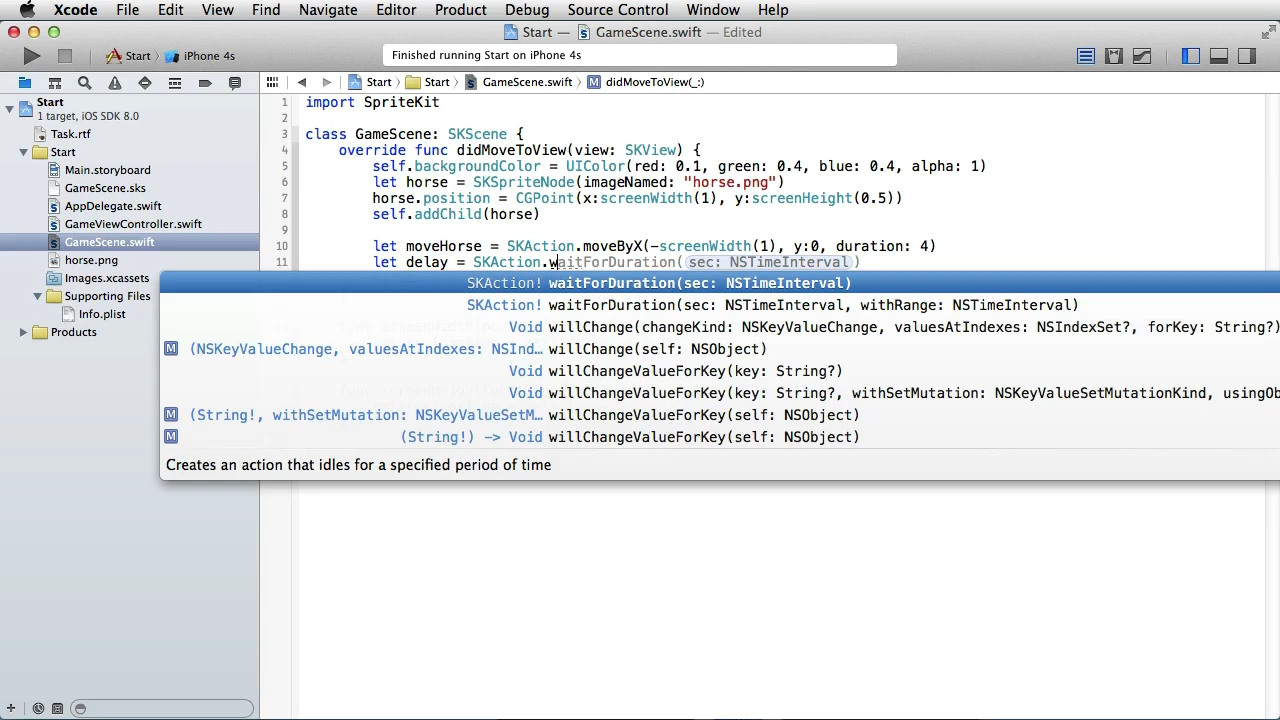 Xcode File Edit View Find Navigate Editor Product Debug Source Control Window Help
Start — GameScene.swift — Edited
Start iPhone 4s
Finished running Start on iPhone 4s
Start Start GameScene.swift M didMoveToView(_:)
Start
1 target, iOS SDK 8.0
Task.rtf
Start
Main.storyboard
GameScene.sks
AppDelegate.swift
GameViewController.swift
GameScene.swift
horse.png
Images.xcassets
Supporting Files
Info.plist
Products
1 import SpriteKit
2
3 class GameScene: SKScene {
4 override func didMoveToView(view: SKView) {
5 self.backgroundColor = UIColor(red: 0.1, green: 0.4, blue: 0.4, alpha: 1)
6 let horse = SKSpriteNode(imageNamed: "horse.png")
7 horse.position = CGPoint(x:screenWidth(1), y:screenHeight(0.5))
8 self.addChild(horse)
9
10 let moveHorse = SKAction.moveByX(-screenWidth(1), y:0, duration: 4)
11 let delay = SKAction.waitForDuration(sec: NSTimeInterval)
SKAction! waitForDuration(sec: NSTimeInterval)
SKAction! waitForDuration(sec: NSTimeInterval, withRange: NSTimeInterval)
Void willChange(changeKind: NSKeyValueChange, valuesAtIndexes: NSIndexSet?, forKey: String?)
M (NSKeyValueChange, valuesAtIndexes: NSInd… willChange(self: NSObject)
Void willChangeValueForKey(key: String?)
Void willChangeValueForKey(key: String?, withSetMutation: NSKeyValueSetMutationKind, usingOb
M (String!, withSetMutation: NSKeyValueSetM… willChangeValueForKey(self: NSObject)
M (String!) -> Void willChangeValueForKey(self: NSObject)
Creates an action that idles for a specified period of time